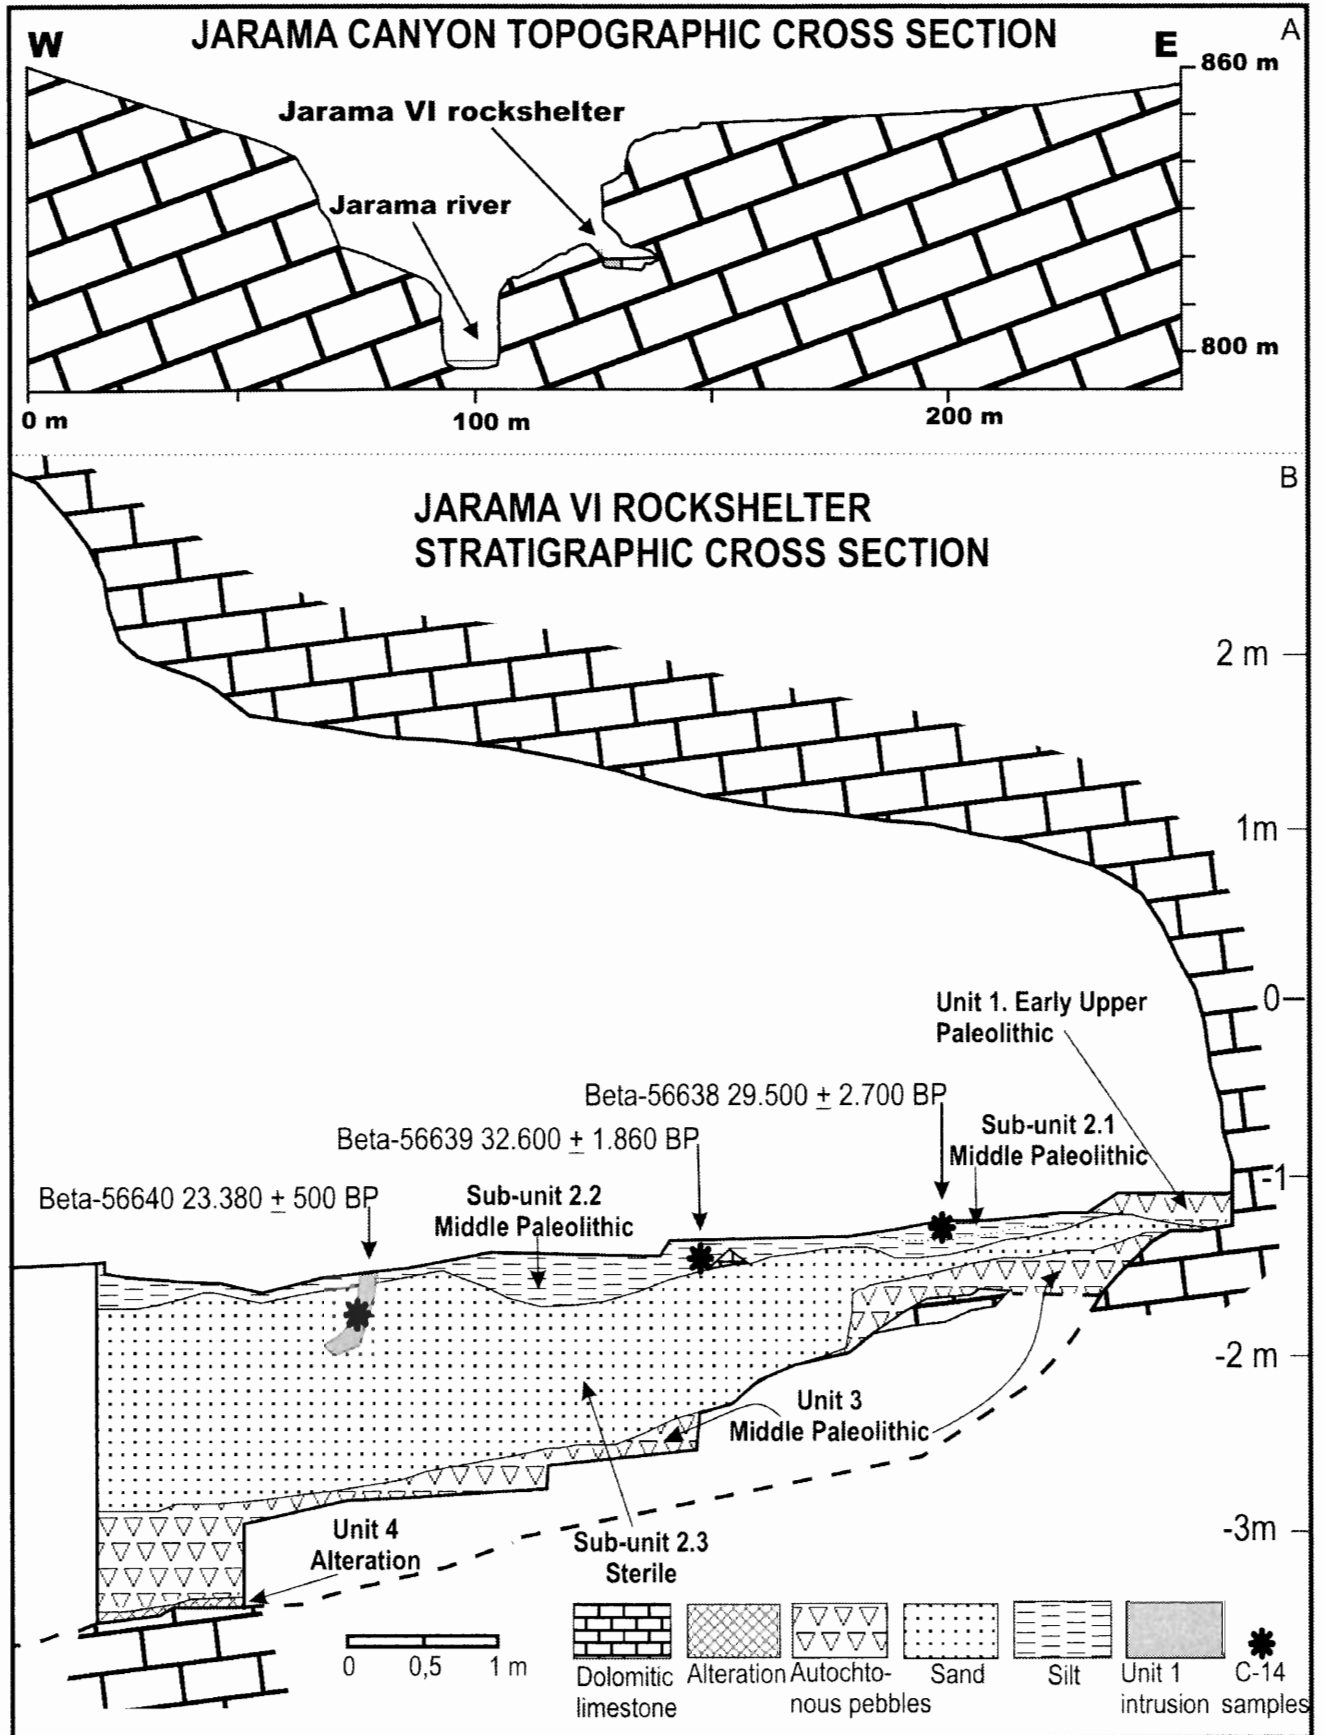 JARAMA CANYON TOPOGRAPHIC CROSS SECTION
A
W
E
860 m
Jarama VI rockshelter
Jarama river
800 m
0 m
100 m
200 m
B
JARAMA VI ROCKSHELTER
STRATIGRAPHIC CROSS SECTION
2 m
1m
0
Unit 1. Early Upper
Paleolithic
Beta-56638 29.500 ± 2.700 BP
Sub-unit 2.1
Middle Paleolithic
Beta-56639 32.600 ± 1.860 BP
-1
Beta-56640 23.380 ± 500 BP
Sub-unit 2.2
Middle Paleolithic
-2 m
Unit 3
Middle Paleolithic
-3m
Unit 4
Alteration
Sub-unit 2.3
Sterile
0
0,5
1 m
Dolomitic
limestone
Alteration
Autochto-
nous pebbles
Sand
Silt
Unit 1
intrusion
C-14
samples